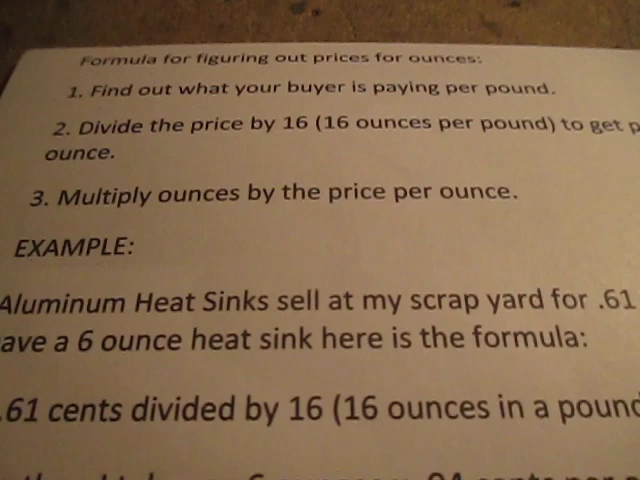 Formula for figuring out prices for ounces:
1. Find out what your buyer is paying per pound.
2. Divide the price by 16 (16 ounces per pound) to get p
ounce.
3. Multiply ounces by the price per ounce.
EXAMPLE:
Aluminum Heat Sinks sell at my scrap yard for .61
ave a 6 ounce heat sink here is the formula:
.61 cents divided by 16 (16 ounces in a pound